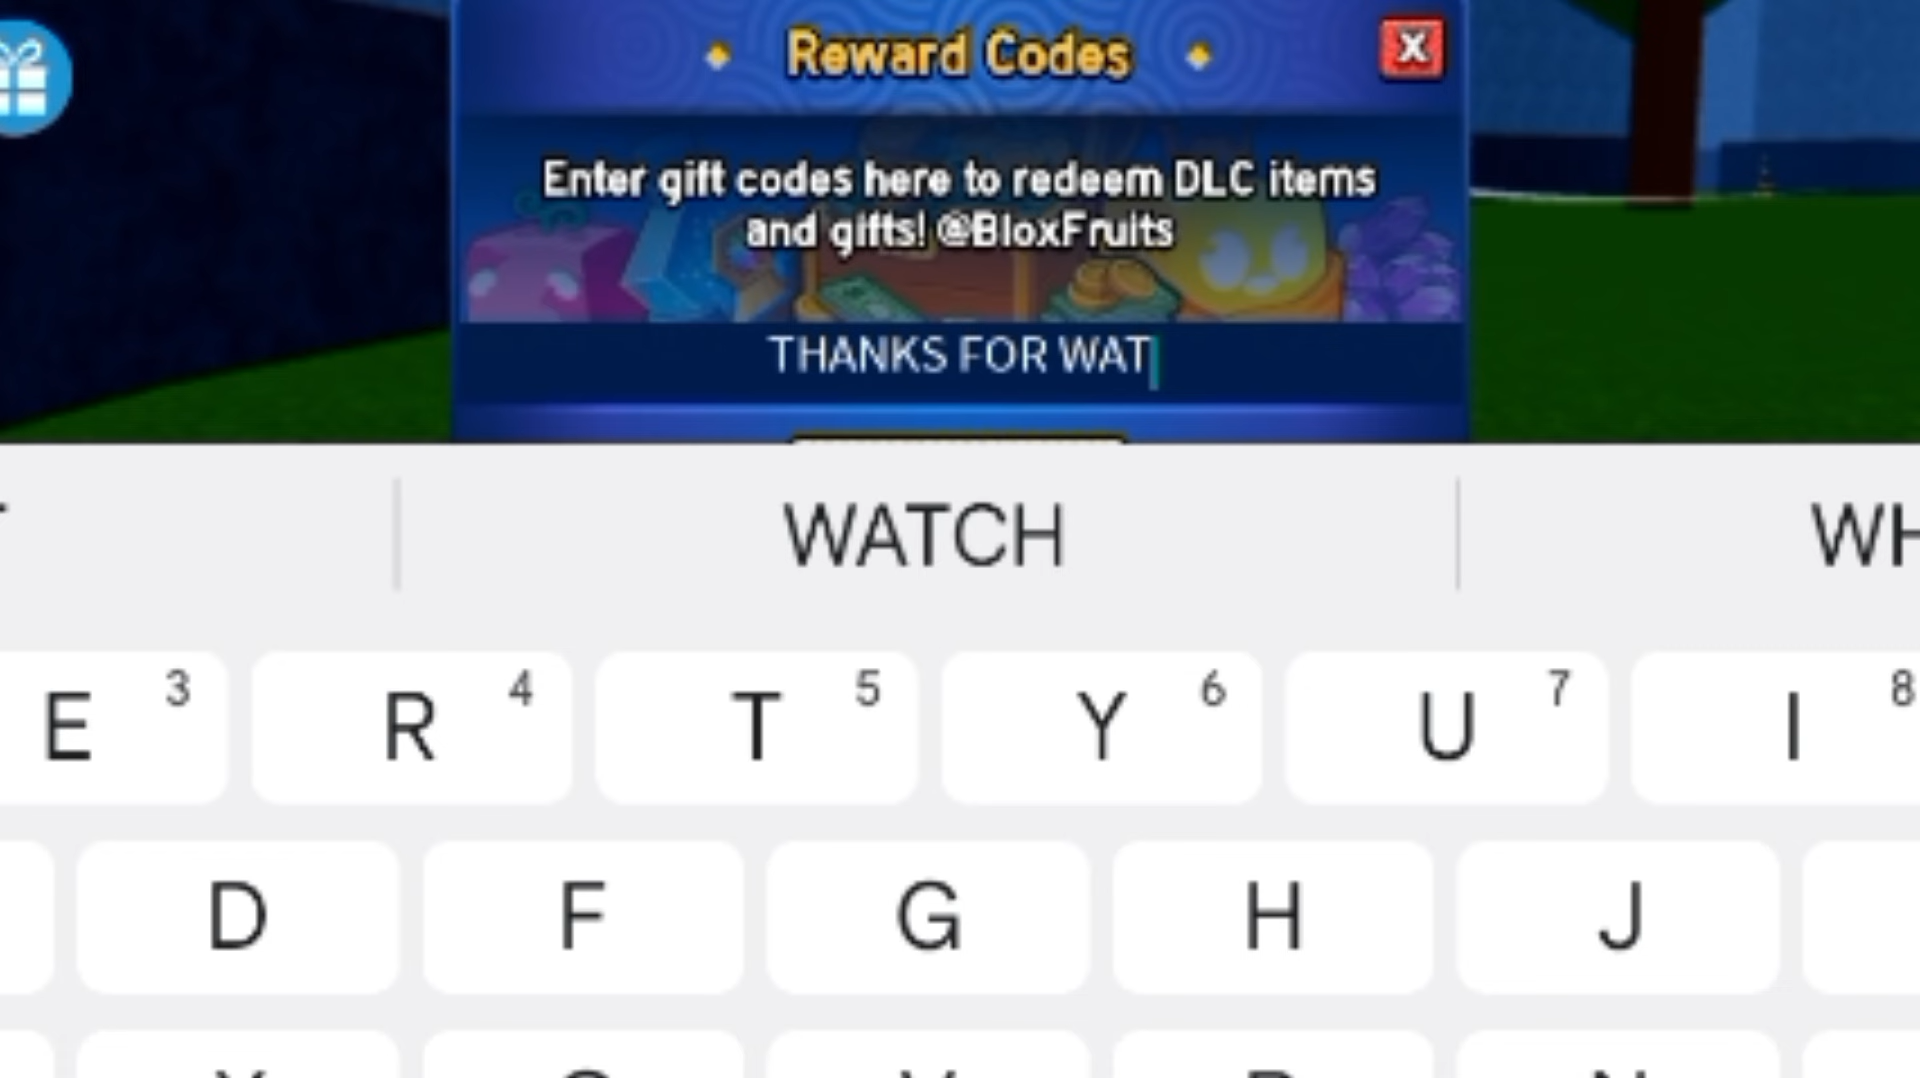 Reward Codes
X
Enter gift codes here to redeem DLC items
and gifts! @BloxFruits
THANKS FOR WAT
WATCH
WH
E 3 R 4 T 5 Y 6 U 7 I 8
D F G H J